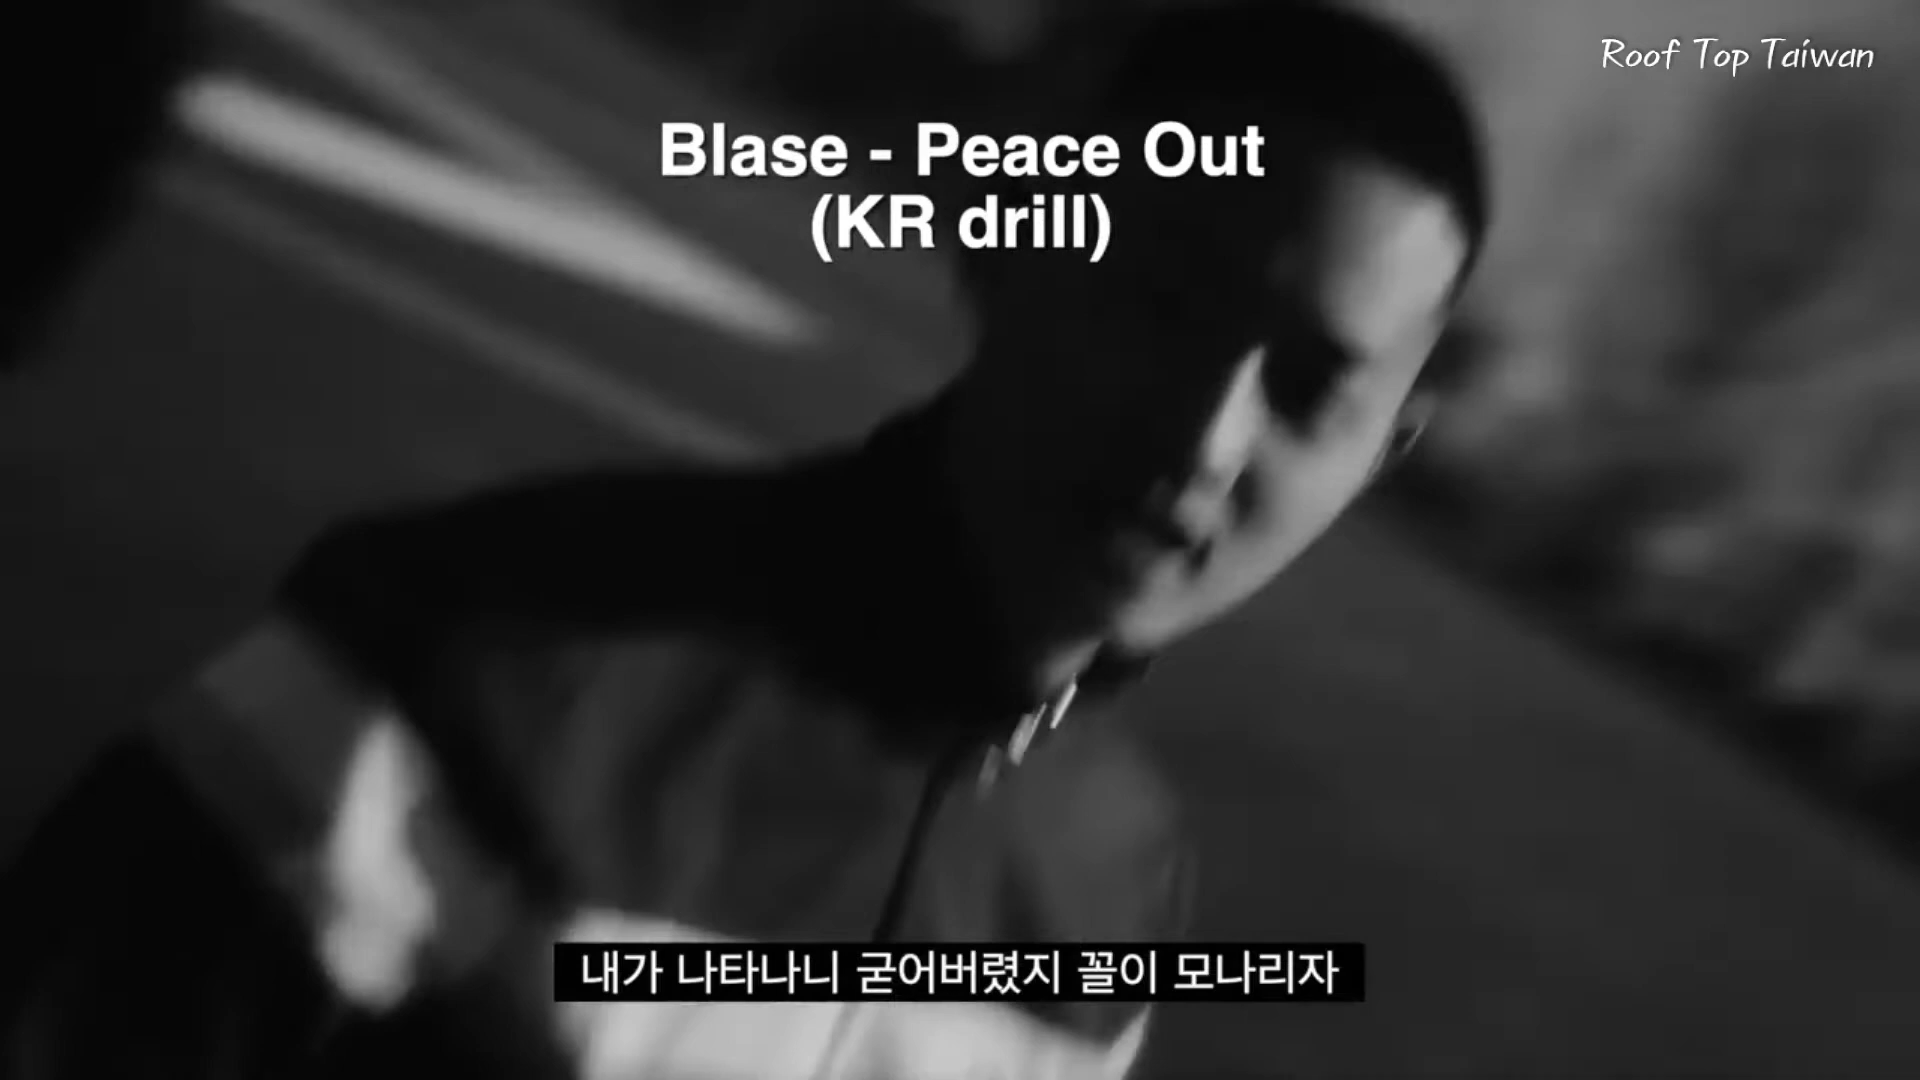 Roof Top Taiwan
Blase - Peace Out
(KR drill)
내가 나타나니 굳어버렸지 꼴이 모나리자